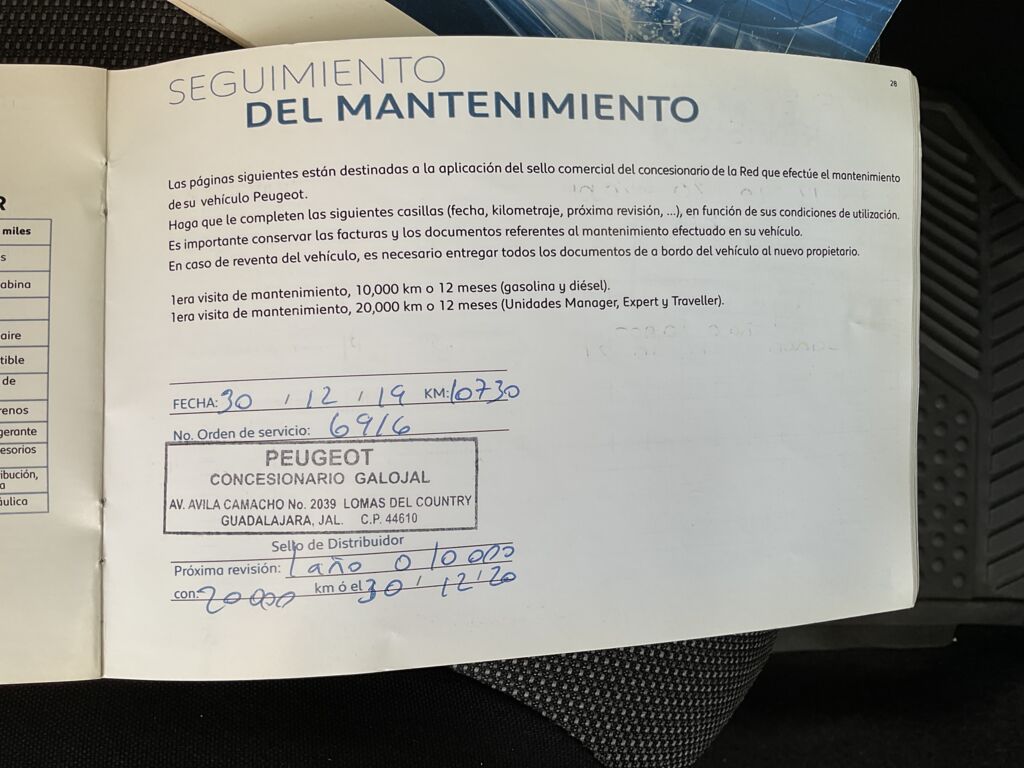 R
miles
s
abina
aire
tible
de
renos
gerante
esorios
ibución,
a
áulica
28
SEGUIMIENTO
DEL MANTENIMIENTO
Las páginas siguientes están destinadas a la aplicación del sello comercial del concesionario de la Red que efectúe el mantenimiento
de su vehículo Peugeot.
Haga que le completen las siguientes casillas (fecha, kilometraje, próxima revisión, ...), en función de sus condiciones de utilización.
Es importante conservar las facturas y los documentos referentes al mantenimiento efectuado en su vehículo.
En caso de reventa del vehículo, es necesario entregar todos los documentos de a bordo del vehículo al nuevo propietario.
1era visita de mantenimiento, 10,000 km o 12 meses (gasolina y diésel).
1era visita de mantenimiento, 20,000 km o 12 meses (Unidades Manager, Expert y Traveller).
FECHA: 30 / 12 / 19 KM: 10730
No. Orden de servicio: 6916
PEUGEOT
CONCESIONARIO GALOJAL
AV. AVILA CAMACHO No. 2039 LOMAS DEL COUNTRY
GUADALAJARA, JAL. C.P. 44610
Sello de Distribuidor
Próxima revisión: 1 año o 10 000
con: 20000 km ó el 30 / 12 / 20